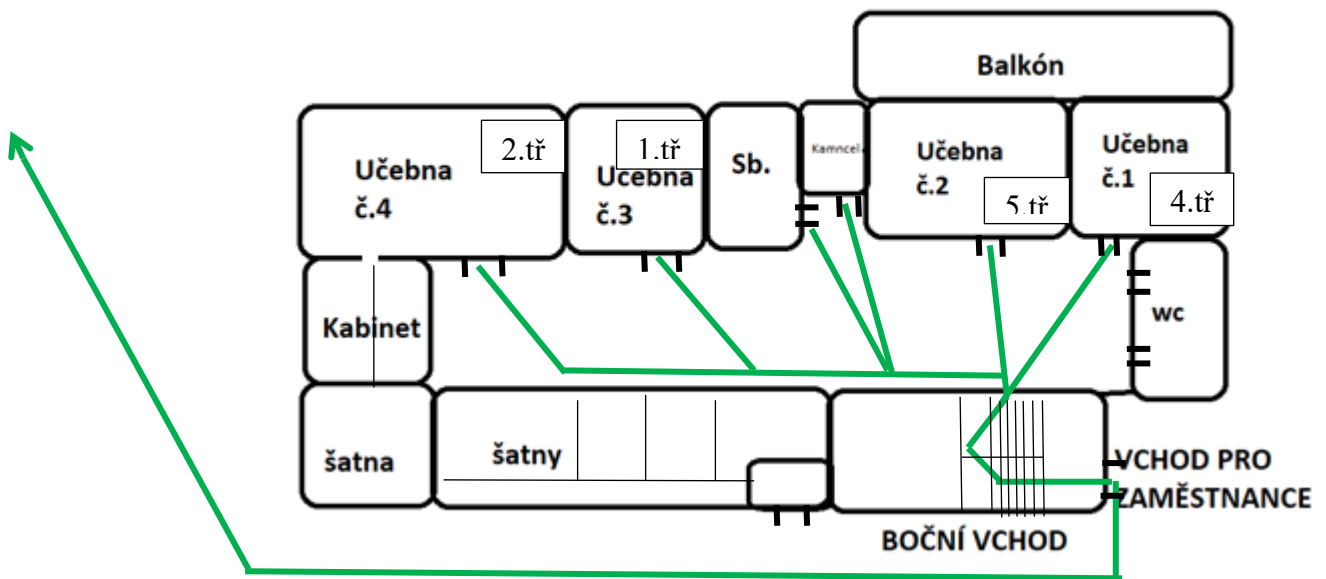 Balkón
Učebna
č.4
2.tř
1.tř
Učebna
č.3
Sb.
Kamncel
Učebna
č.2
5.tř
Učebna
č.1
4.tř
Kabinet
wc
šatna
šatny
VCHOD PRO
ZAMĚSTNANCE
BOČNÍ VCHOD